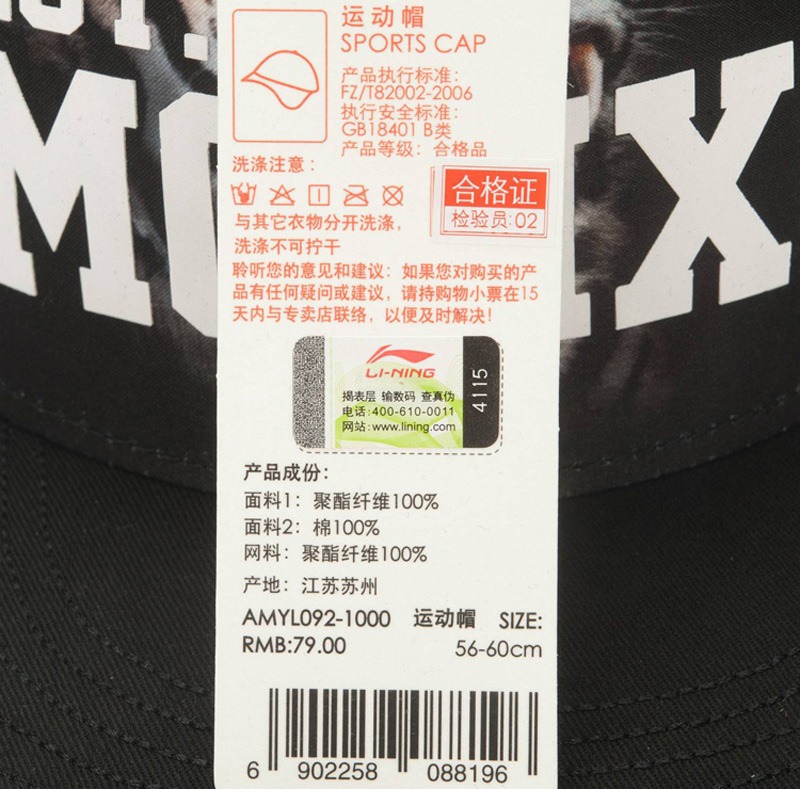 运动帽
SPORTS CAP
产品执行标准：
FZ/T82002-2006
执行安全标准：
GB18401 B类
产品等级：合格品
洗涤注意：
合格证
检验员:02
与其它衣物分开洗涤，
洗涤不可拧干
聆听您的意见和建议：如果您对购买的产
品有任何疑问或建议，请持购物小票在15
天内与专卖店联络，以便及时解决！
LI-NING
揭表层 输数码 查真伪
电话:400-610-0011
网站:www.lining.com
4115
产品成份：
面料1：聚酯纤维100%
面料2：棉100%
网料：聚酯纤维100%
产地：江苏苏州
AMYL092-1000 运动帽 SIZE:
RMB:79.00 56-60cm
6 902258 088196